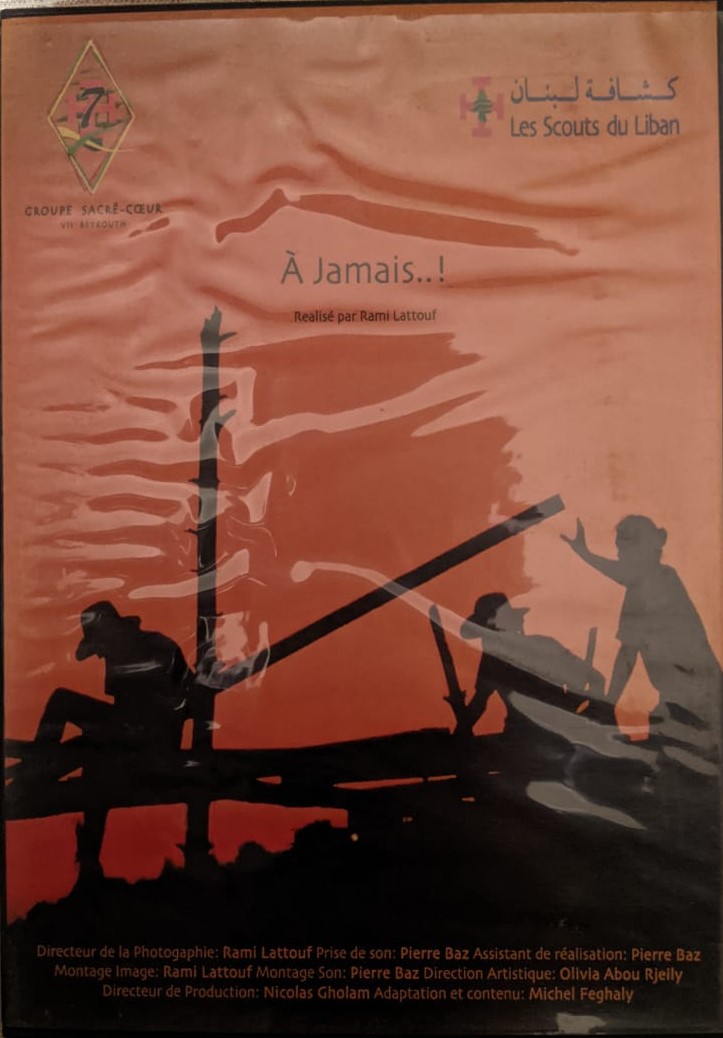 7
GROUPE SACRÉ-CŒUR
VII BEYROUTH
كشافة لبنان
Les Scouts du Liban
À Jamais..!
Realisé par Rami Lattouf
Directeur de la Photogaphie: Rami Lattouf Prise de son: Pierre Baz Assistant de réalisation: Pierre Baz
Montage Image: Rami Lattouf Montage Son: Pierre Baz Direction Artistique: Olivia Abou Rjeily
Directeur de Production: Nicolas Gholam Adaptation et contenu: Michel Feghaly